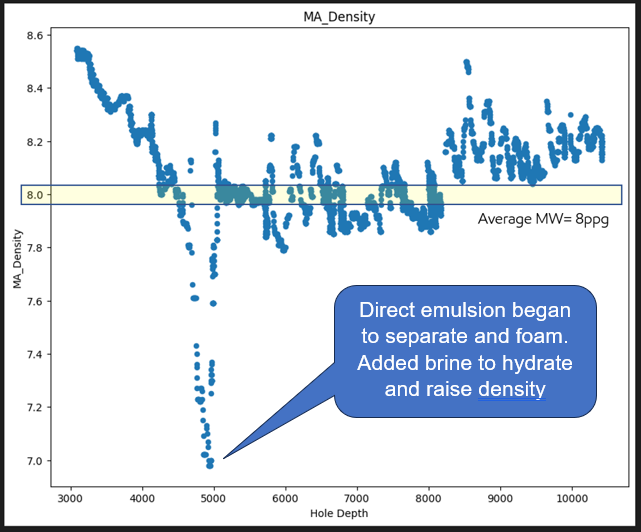 MA_Density
8.6
8.4
8.2
8.0
7.8
7.6
7.4
7.2
7.0
MA_Density
Average MW= 8ppg
Direct emulsion began
to separate and foam.
Added brine to hydrate
and raise density
3000 4000 5000 6000 7000 8000 9000 10000
Hole Depth